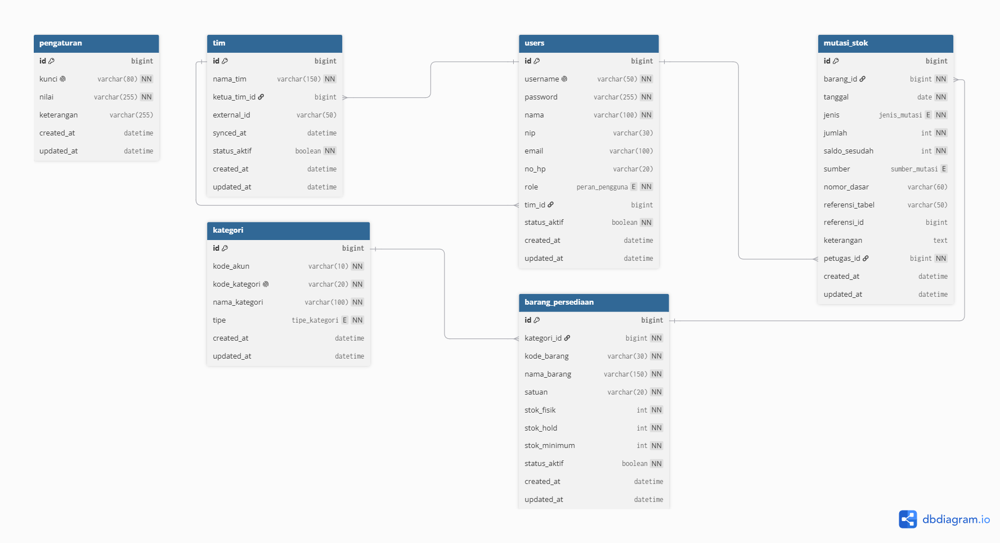 pengaturan
id bigint
kunci varchar(80) NN
nilai varchar(255) NN
keterangan varchar(255)
created_at datetime
updated_at datetime
tim
id bigint
nama_tim varchar(150) NN
ketua_tim_id bigint
external_id varchar(50)
synced_at datetime
status_aktif boolean NN
created_at datetime
updated_at datetime
users
id bigint
username varchar(50) NN
password varchar(255) NN
nama varchar(100) NN
nip varchar(30)
email varchar(100)
no_hp varchar(20)
role peran_pengguna E NN
tim_id bigint
status_aktif boolean NN
created_at datetime
updated_at datetime
mutasi_stok
id bigint
barang_id bigint NN
tanggal date NN
jenis jenis_mutasi E NN
jumlah int NN
saldo_sesudah int NN
sumber sumber_mutasi E
nomor_dasar varchar(60)
referensi_tabel varchar(50)
referensi_id bigint
keterangan text
petugas_id bigint NN
created_at datetime
updated_at datetime
kategori
id bigint
kode_akun varchar(10) NN
kode_kategori varchar(20) NN
nama_kategori varchar(100) NN
tipe tipe_kategori E NN
created_at datetime
updated_at datetime
barang_persediaan
id bigint
kategori_id bigint NN
kode_barang varchar(30) NN
nama_barang varchar(150) NN
satuan varchar(20) NN
stok_fisik int NN
stok_hold int NN
stok_minimum int NN
status_aktif boolean NN
created_at datetime
updated_at datetime
dbdiagram.io